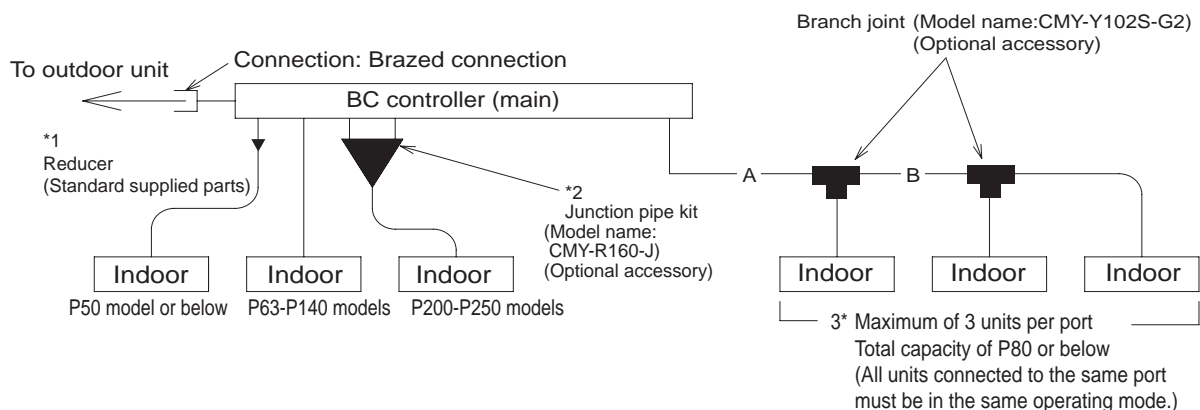 Branch joint (Model name:CMY-Y102S-G2)
(Optional accessory)
To outdoor unit
Connection: Brazed connection
BC controller (main)
*1
Reducer
(Standard supplied parts)
*2
Junction pipe kit
(Model name:
CMY-R160-J)
(Optional accessory)
A
B
Indoor
P50 model or below
Indoor
P63-P140 models
Indoor
P200-P250 models
Indoor
Indoor
Indoor
3* Maximum of 3 units per port
Total capacity of P80 or below
(All units connected to the same port
must be in the same operating mode.)